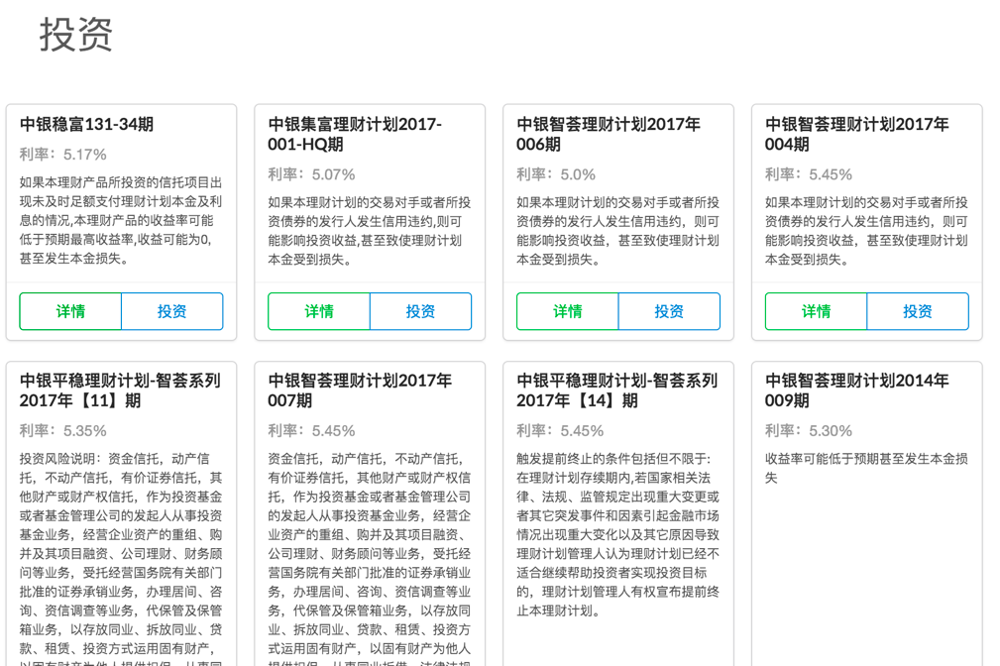 投资
中银稳富131-34期
利率：5.17%
如果本理财产品所投资的信托项目出
现未及时足额支付理财计划本金及利
息的情况,本理财产品的收益率可能
低于预期最高收益率,收益可能为0,
甚至发生本金损失。
详情
投资
中银集富理财计划2017-
001-HQ期
利率：5.07%
如果本理财计划的交易对手或者所投
资债券的发行人发生信用违约,则可
能影响投资收益,甚至致使理财计划
本金受到损失。
详情
投资
中银智荟理财计划2017年
006期
利率：5.0%
如果本理财计划的交易对手或者所投
资债券的发行人发生信用违约，则可
能影响投资收益，甚至致使理财计划
本金受到损失。
详情
投资
中银智荟理财计划2017年
004期
利率：5.45%
如果本理财计划的交易对手或者所投
资债券的发行人发生信用违约，则可
能影响投资收益，甚至致使理财计划
本金受到损失。
详情
投资
中银平稳理财计划-智荟系列
2017年【11】期
利率：5.35%
投资风险说明：资金信托，动产信
托，不动产信托，有价证券信托，其
他财产或财产权信托，作为投资基金
或者基金管理公司的发起人从事投资
基金业务，经营企业资产的重组、购
并及其项目融资、公司理财、财务顾
问等业务，受托经营国务院有关部门
批准的证券承销业务，办理居间、咨
询、资信调查等业务，代保管及保管
箱业务，以存放同业、拆放同业、贷
款、租赁、投资方式运用固有财产，
以固有财产为他人提供担保，从事同
中银智荟理财计划2017年
007期
利率：5.45%
资金信托，动产信托，不动产信托，
有价证券信托，其他财产或财产权信
托，作为投资基金或者基金管理公司
的发起人从事投资基金业务，经营企
业资产的重组、购并及其项目融资、
公司理财、财务顾问等业务，受托经
营国务院有关部门批准的证券承销业
务，办理居间、咨询、资信调查等业
务，代保管及保管箱业务，以存放同
业、拆放同业、贷款、租赁、投资方
式运用固有财产，以固有财产为他人
提供担保，从事同业拆借，法律法规
中银平稳理财计划-智荟系列
2017年【14】期
利率：5.45%
触发提前终止的条件包括但不限于:
在理财计划存续期内,若国家相关法
律、法规、监管规定出现重大变更或
者其它突发事件和因素引起金融市场
情况出现重大变化以及其它原因导致
理财计划管理人认为理财计划已经不
适合继续帮助投资者实现投资目标
的，理财计划管理人有权宣布提前终
止本理财计划。
中银智荟理财计划2014年
009期
利率：5.30%
收益率可能低于预期甚至发生本金损
失